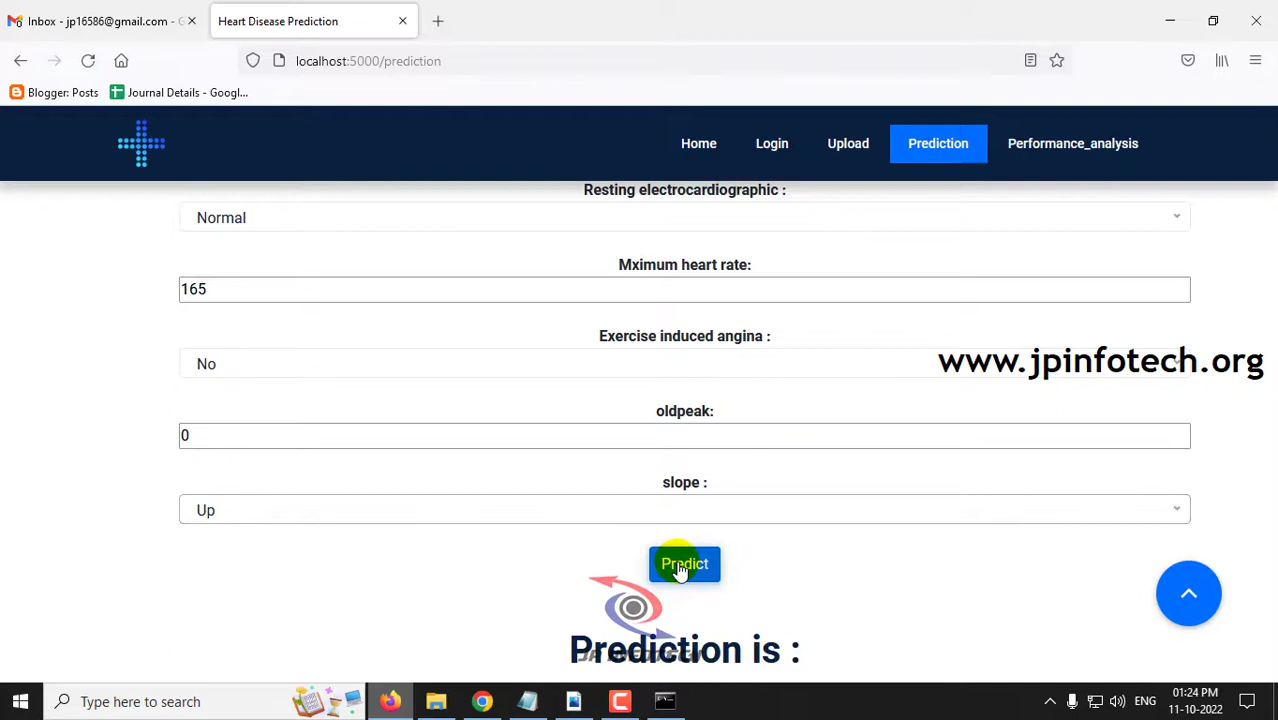 Inbox - jp16586@gmail.com - G
Heart Disease Prediction
localhost:5000/prediction
Blogger: Posts
Journal Details - Googl...
Home
Login
Upload
Prediction
Performance_analysis
Resting electrocardiographic :
Normal
Mximum heart rate:
165
Exercise induced angina :
No
www.jpinfotech.org
oldpeak:
0
slope :
Up
Predict
Prediction is :
Type here to search
ENG
01:24 PM
11-10-2022